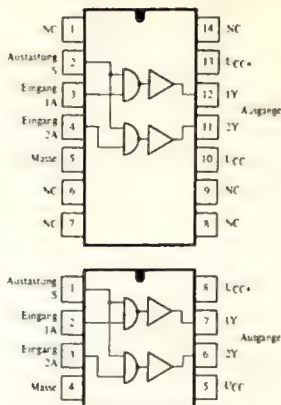 NC 1 14 NC
Austastung S 2 13 UCC+
Eingang 1A 3 12 1Y
Eingang 2A 4 11 2Y
Ausgänge
Masse 5 10 UCC
NC 6 9 NC
NC 7 8 NC
Austastung S 1 8 UCC+
Eingang 1A 2 7 1Y
Eingang 2A 3 6 2Y
Ausgänge
Masse 4 5 UCC